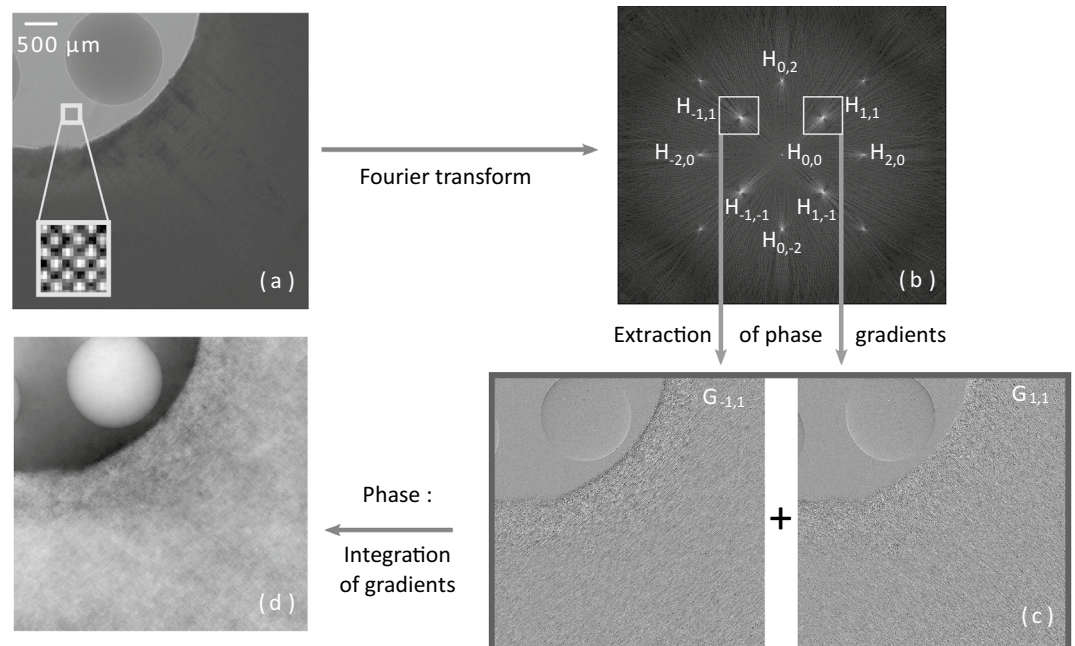 500 µm
(a)
Fourier transform
H0,2
H-1,1
H1,1
H-2,0
H0,0
H2,0
H-1,-1
H1,-1
H0,-2
(b)
Extraction of phase gradients
G-1,1
G1,1
+
(c)
Phase :
Integration
of gradients
(d)